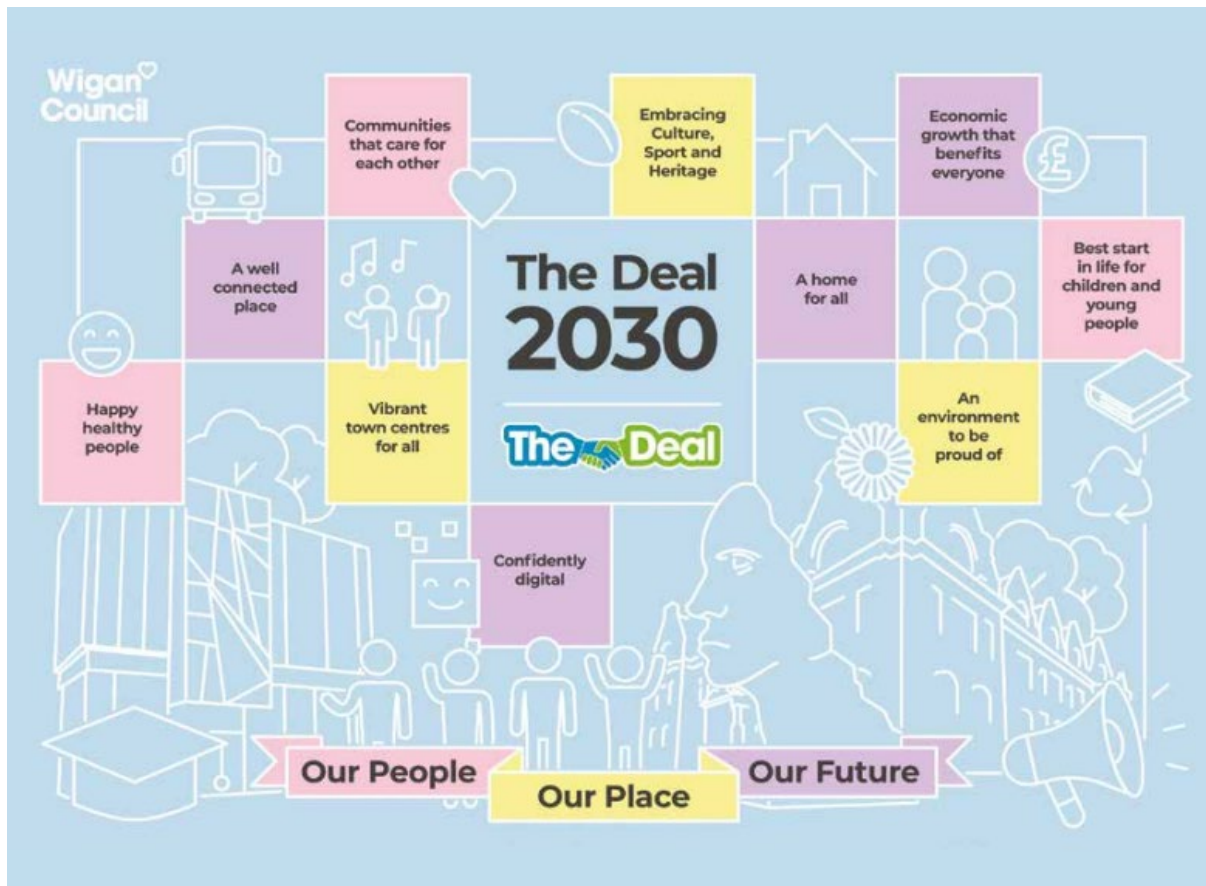 Wigan
Council
Communities
that care for
each other
Embracing
Culture,
Sport and
Heritage
Economic
growth that
benefits
everyone
£
A well
connected
place
The Deal
2030
A home
for all
Best start
in life for
children and
young
people
Happy
healthy
people
Vibrant
town centres
for all
The Deal
An
environment
to be
proud of
Confidently
digital
Our People
Our Place
Our Future